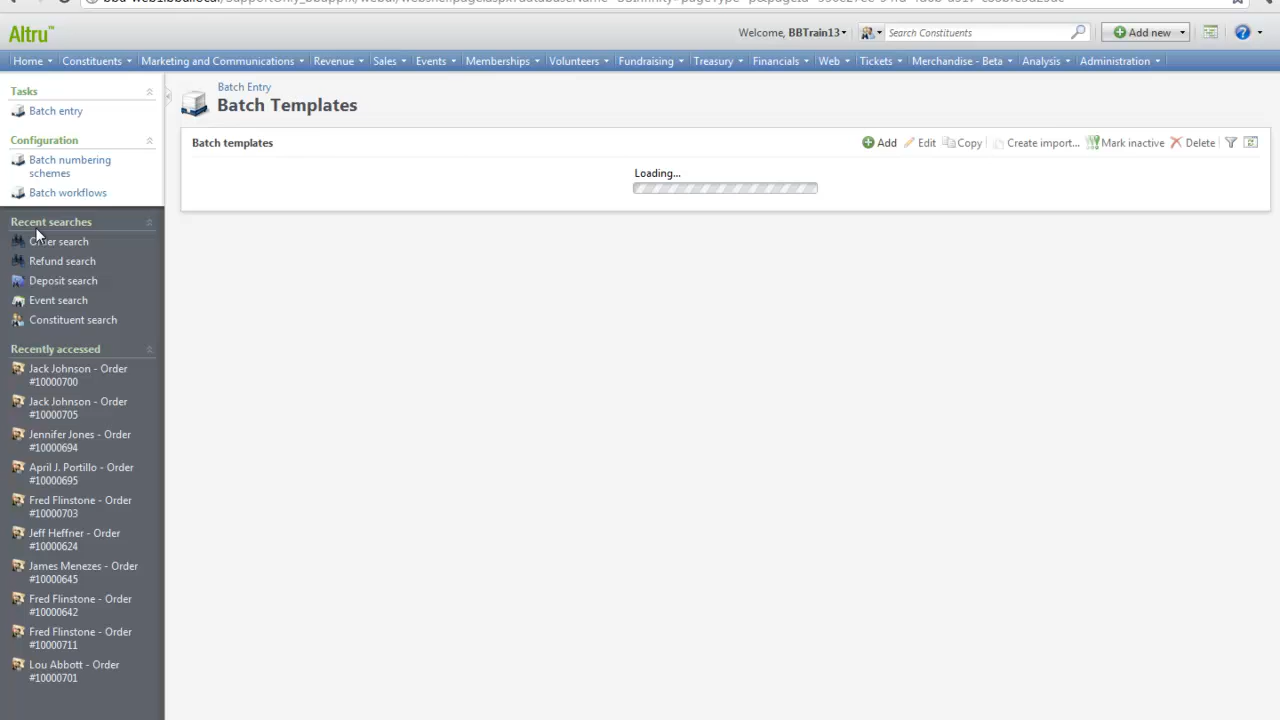 Altru™
Welcome, BBTrain13
Search Constituents
Add new
Home
Constituents
Marketing and Communications
Revenue
Sales
Events
Memberships
Volunteers
Fundraising
Treasury
Financials
Web
Tickets
Merchandise - Beta
Analysis
Administration
Tasks
Batch entry
Configuration
Batch numbering
schemes
Batch workflows
Recent searches
Order search
Refund search
Deposit search
Event search
Constituent search
Recently accessed
Jack Johnson - Order
#10000700
Jack Johnson - Order
#10000705
Jennifer Jones - Order
#10000694
April J. Portillo - Order
#10000695
Fred Flinstone - Order
#10000703
Jeff Heffner - Order
#10000624
James Menezes - Order
#10000645
Fred Flinstone - Order
#10000642
Fred Flinstone - Order
#10000711
Lou Abbott - Order
#10000701
Batch Entry
Batch Templates
Batch templates
Add
Edit
Copy
Create import...
Mark inactive
Delete
Loading...